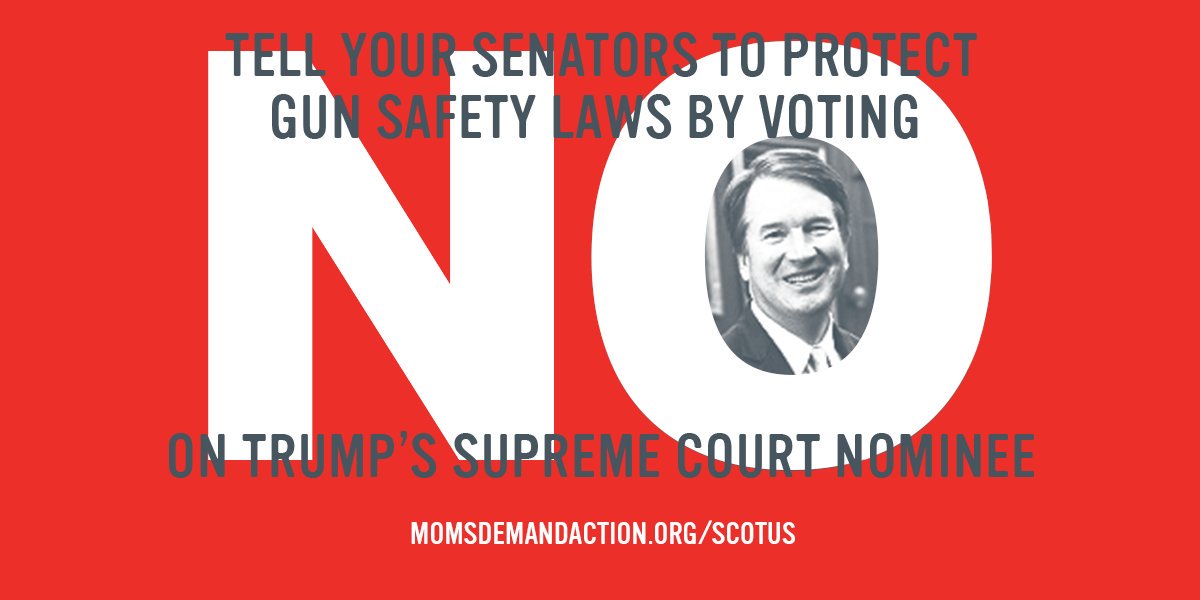 TELL YOUR SENATORS TO PROTECT
GUN SAFETY LAWS BY VOTING
NO
ON TRUMP'S SUPREME COURT NOMINEE
MOMSDEMANDACTION.ORG/SCOTUS